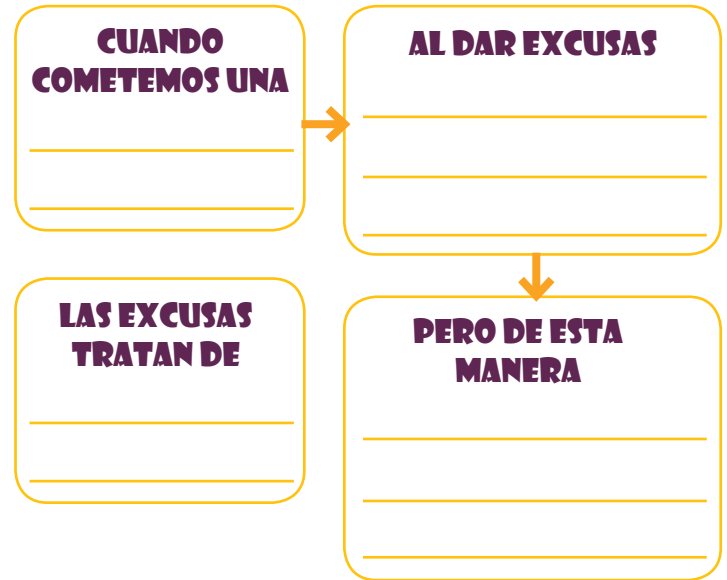 CUANDO
COMETEMOS UNA
AL DAR EXCUSAS
LAS EXCUSAS
TRATAN DE
PERO DE ESTA
MANERA